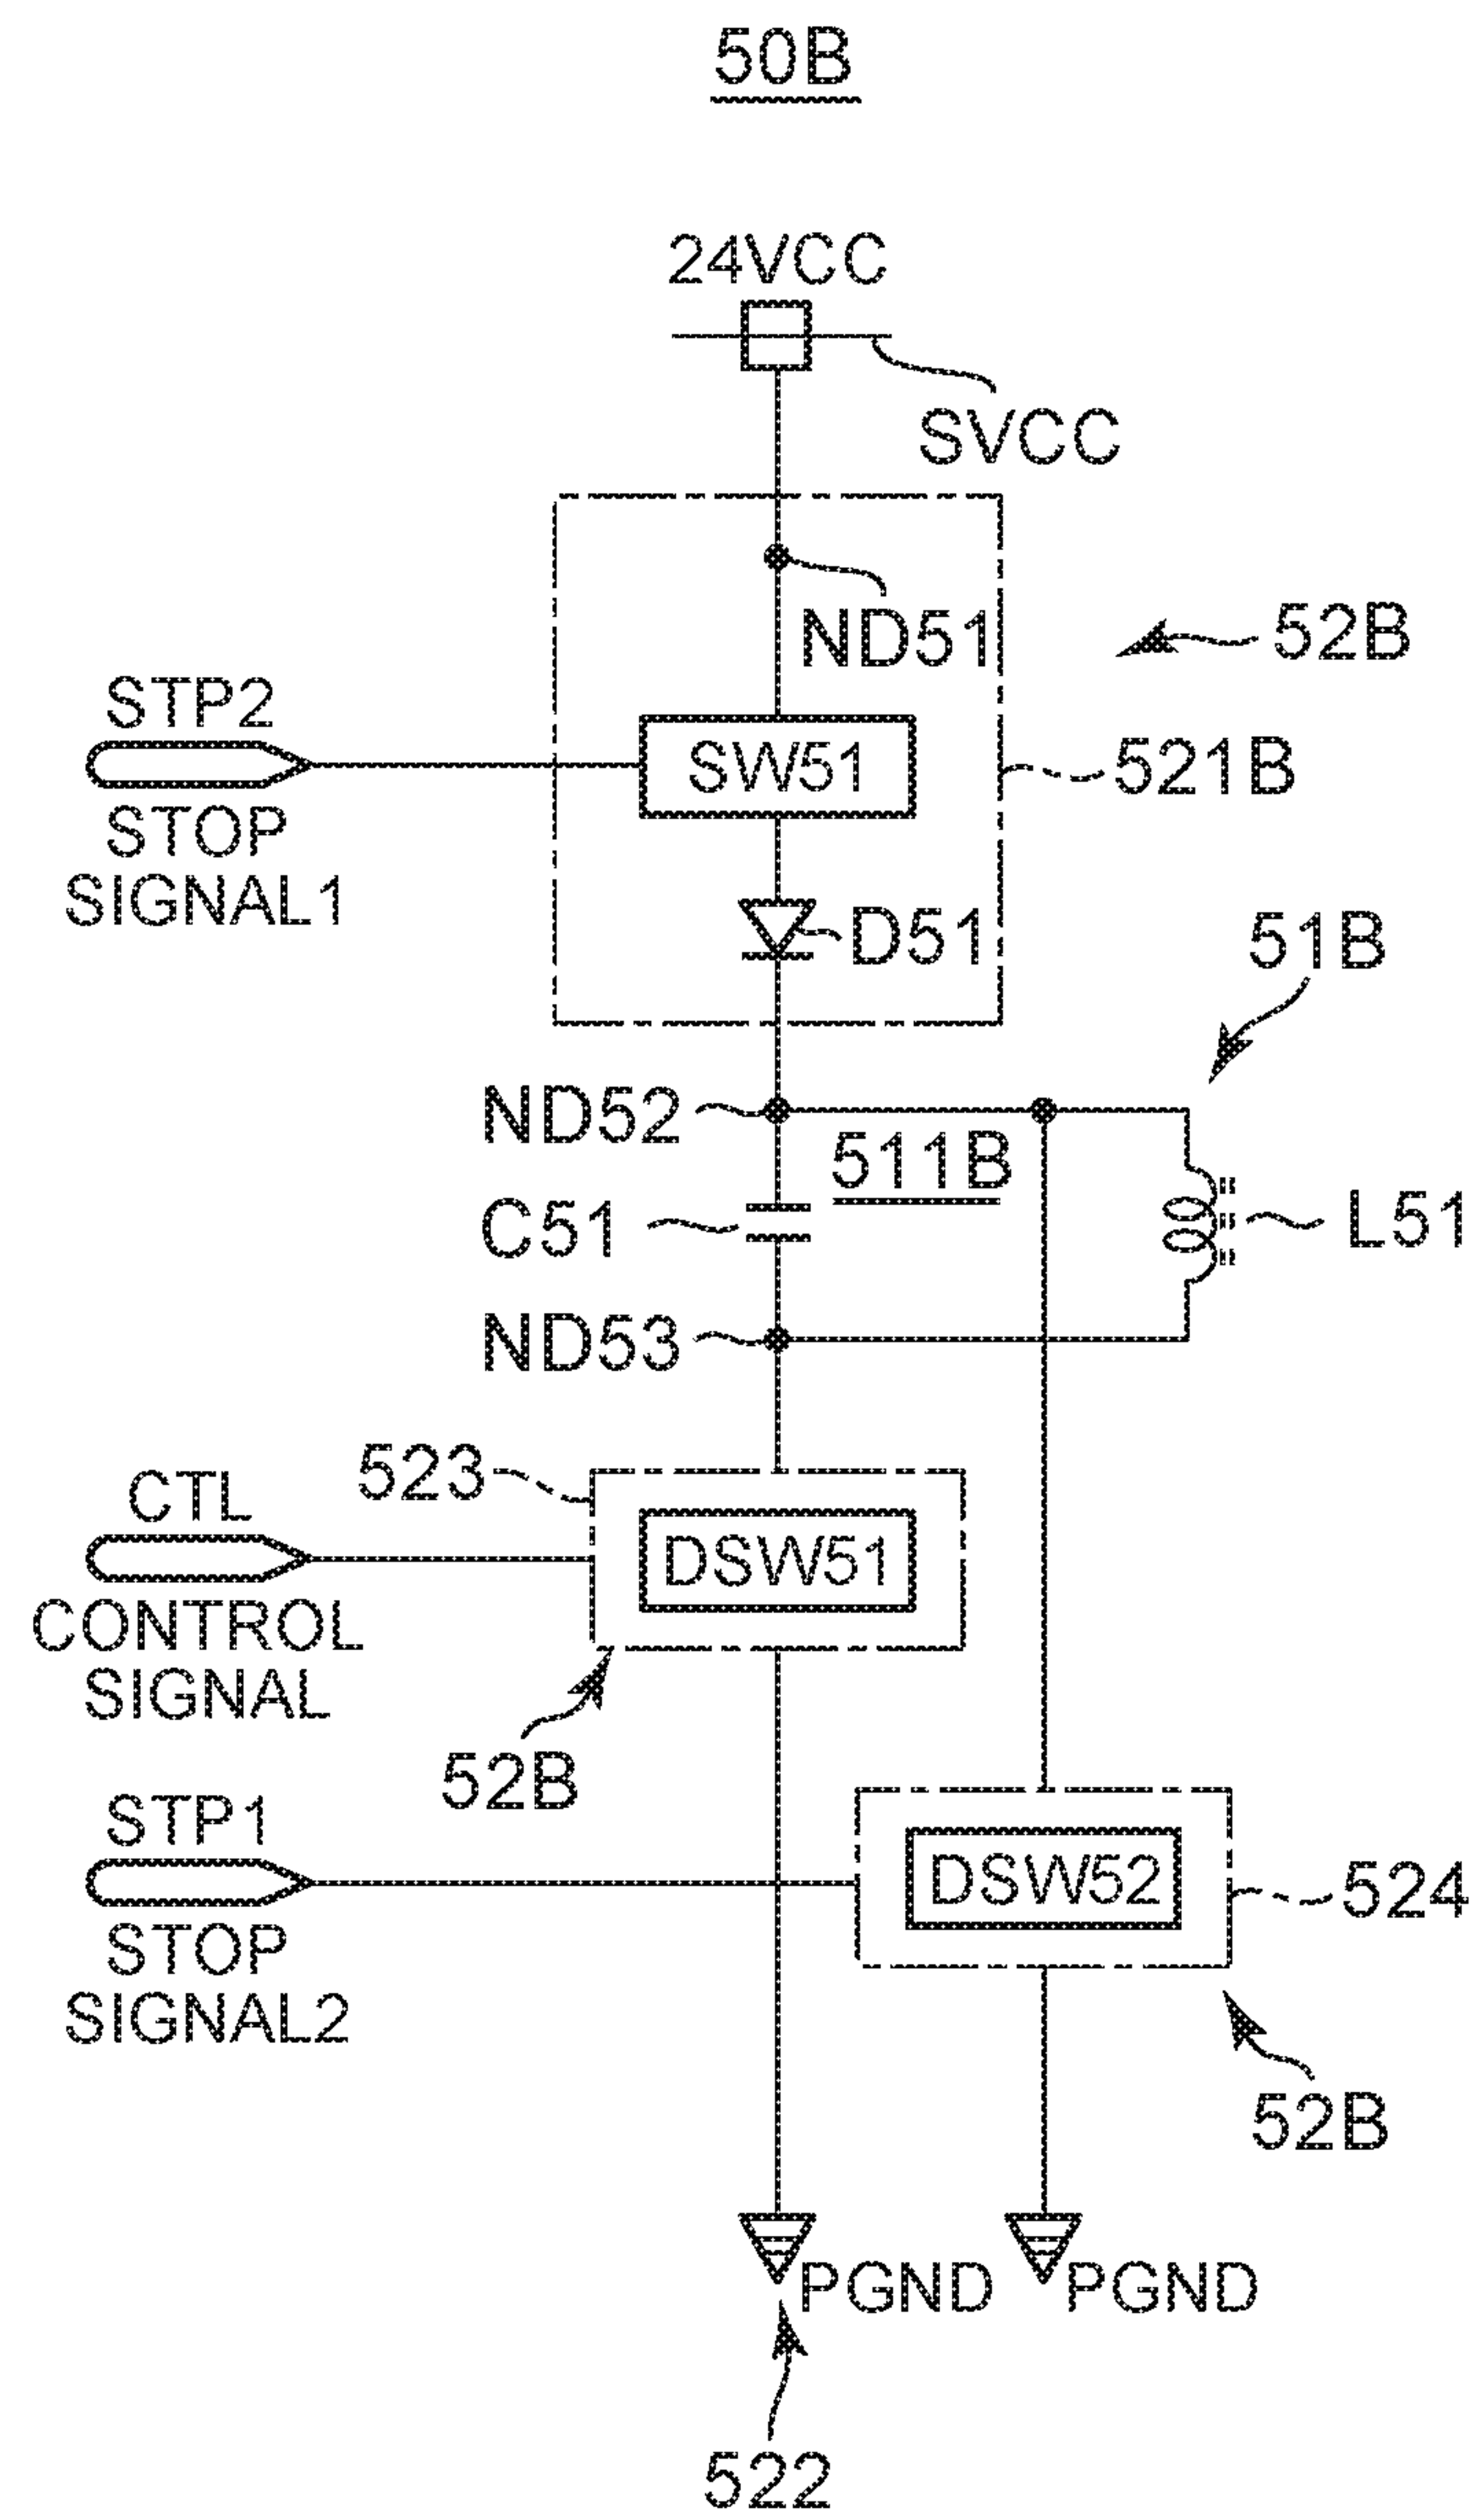 50B
24VCC
SVCC
ND51
52B
STP2
SW51
521B
STOP
SIGNAL1
D51
51B
ND52
511B
C51
L51
ND53
523
CTL
DSW51
CONTROL
SIGNAL
52B
STP1
DSW52
524
STOP
SIGNAL2
52B
PGND
PGND
522